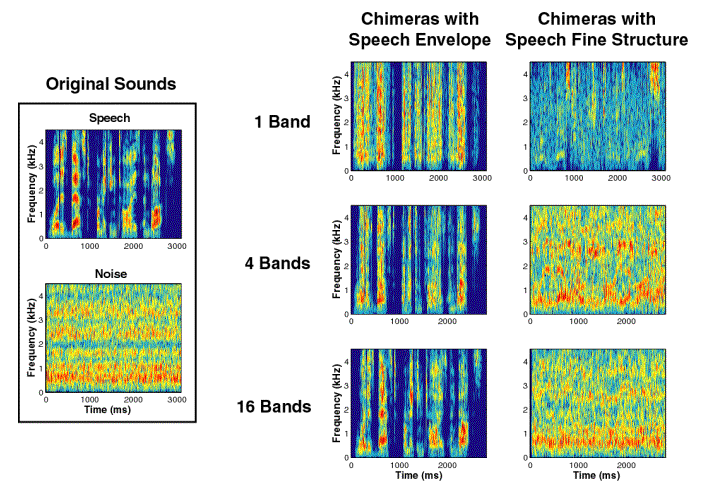 Chimeras with
Speech Envelope
Chimeras with
Speech Fine Structure
Original Sounds
Speech
Frequency (kHz)
4
3
2
1
0
0 1000 2000 3000
Noise
Frequency (kHz)
4
3
2
1
0
0 1000 2000 3000
Time (ms)
1 Band
Frequency (kHz)
4
3
2
1
0
0 1000 2000 3000
4
3
2
1
0
0 1000 2000 3000
4 Bands
4
3
2
1
0
0 1000 2000
4
3
2
1
0
0 1000 2000
16 Bands
4
3
2
1
0
0 1000 2000
Time (ms)
4
3
2
1
0
0 1000 2000
Time (ms)